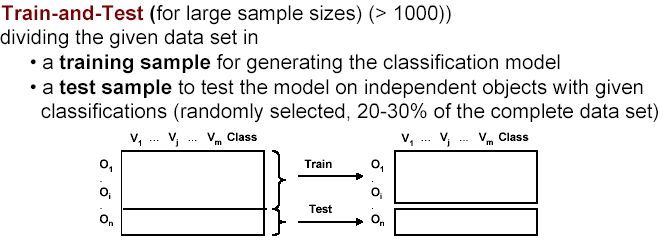 Train-and-Test (for large sample sizes) (> 1000))
dividing the given data set in
• a training sample for generating the classification model
• a test sample to test the model on independent objects with given
classifications (randomly selected, 20-30% of the complete data set)
V1 ... Vj ... Vm Class
V1 ... Vj ... Vm Class
O1
.
Oi
.
On
Train
Test
O1
.
Oi
.
On